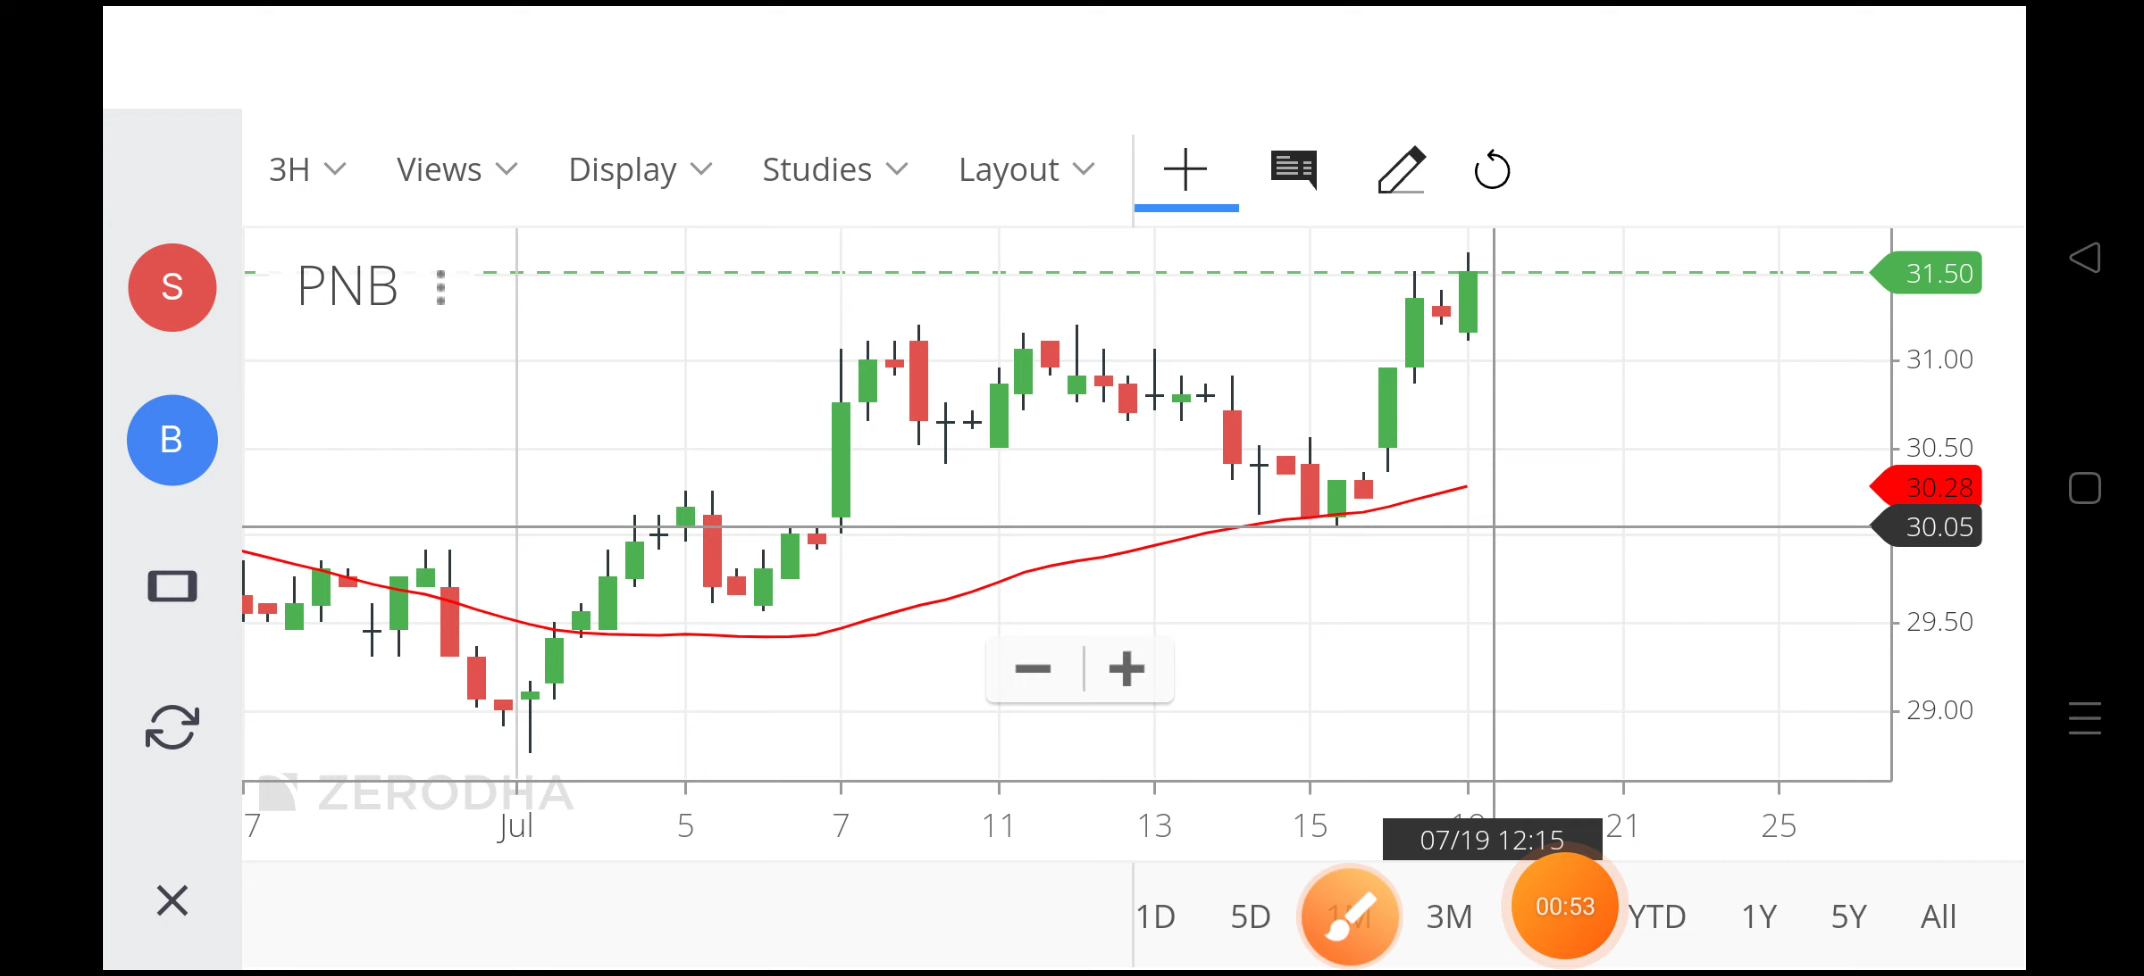 3H Views Display Studies Layout
S
PNB
31.50
31.00
B
30.50
30.28
30.05
29.50
29.00
ZERODHA
7 Jul 5 7 11 13 15 21 25
07/19 12:15
1D 5D 1M 3M 00:53 YTD 1Y 5Y All